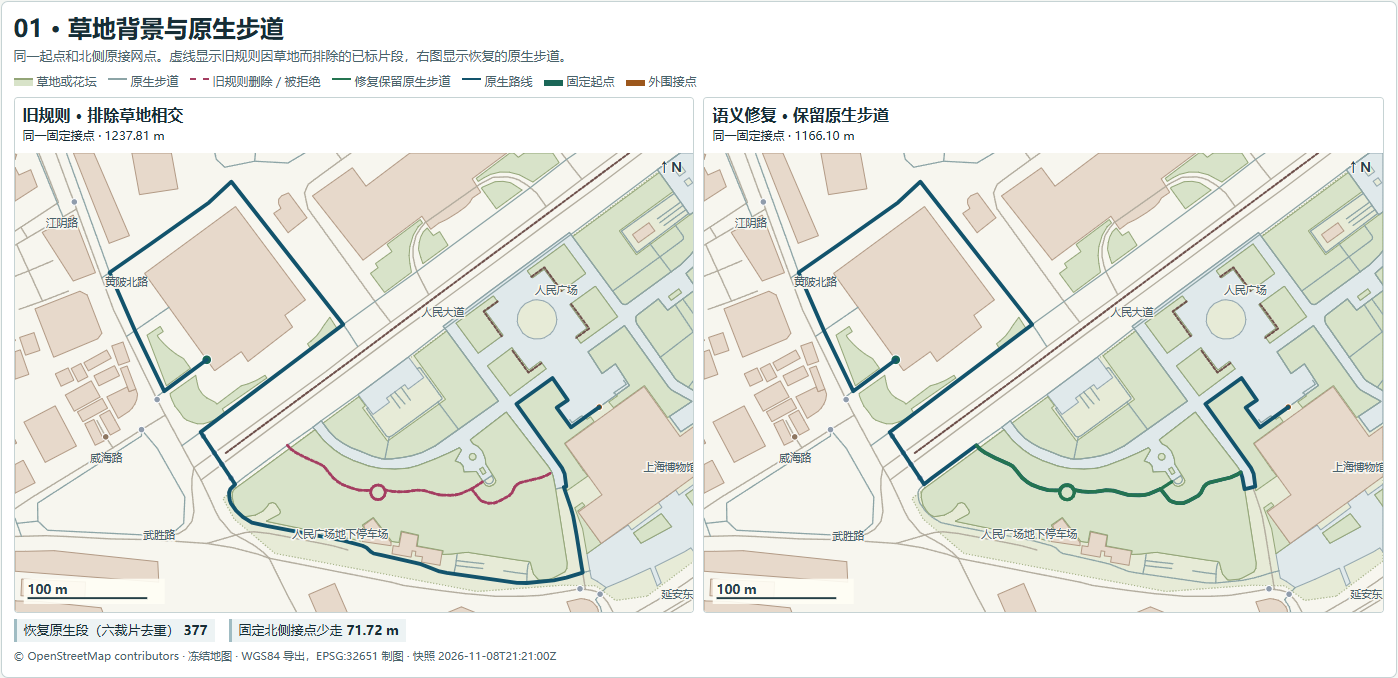 01 • 草地背景与原生步道
同一起点和北侧原接网点。虚线显示旧规则因草地而排除的已标片段，右图显示恢复的原生步道。
草地或花坛 原生步道 旧规则删除 / 被拒绝 修复保留原生步道 原生路线 固定起点 外围接点
旧规则 • 排除草地相交
同一固定接点 · 1237.81 m
↑ N
江阴路
黄陂北路
人民广场
人民大道
威海路
上海博物馆
武胜路
人民广场地下停车场
100 m
延安东
语义修复 • 保留原生步道
同一固定接点 · 1166.10 m
↑ N
江阴路
黄陂北路
人民广场
人民大道
威海路
上海博物馆
武胜路
人民广场地下停车场
100 m
延安东
恢复原生段（六裁片去重） 377
固定北侧接点少走 71.72 m
© OpenStreetMap contributors · 冻结地图 · WGS84 导出，EPSG:32651 制图 · 快照 2026-11-08T21:21:00Z